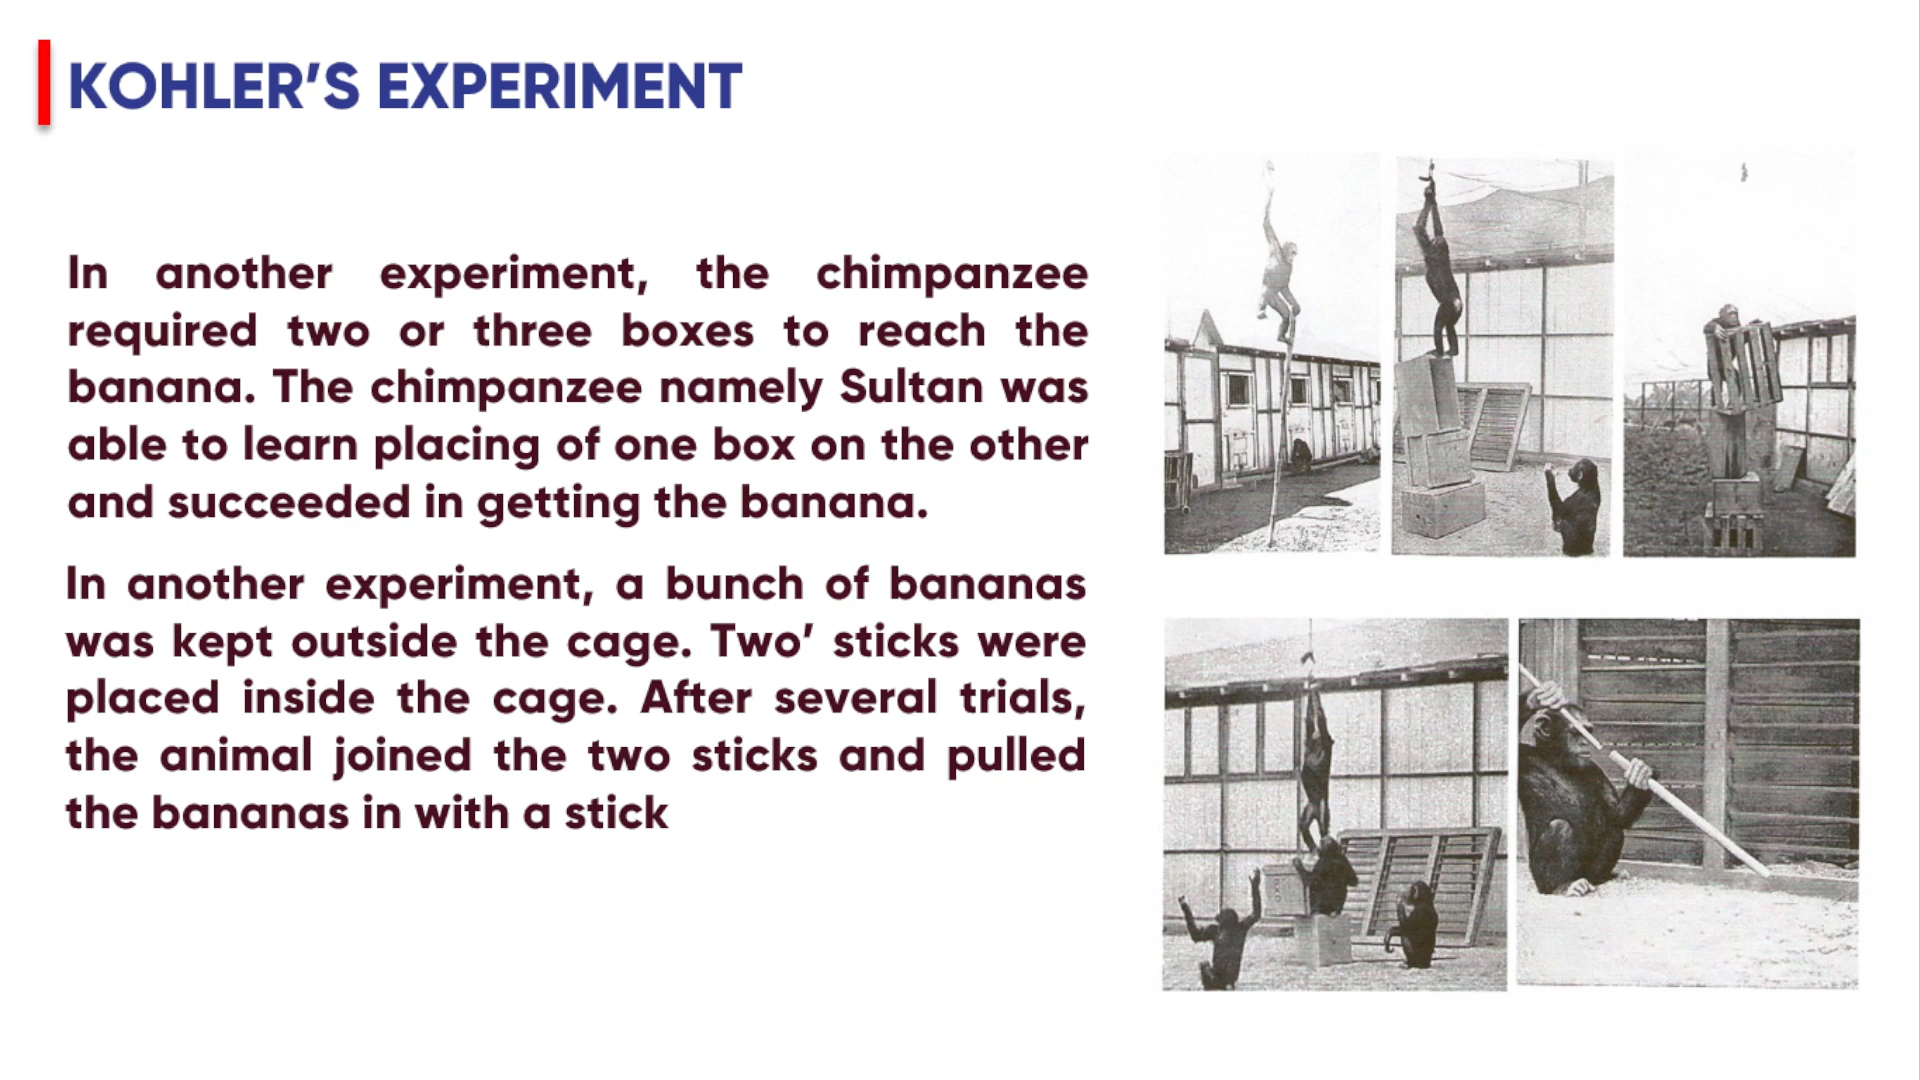 KOHLER’S EXPERIMENT
In another experiment, the chimpanzee
required two or three boxes to reach the
banana. The chimpanzee namely Sultan was
able to learn placing of one box on the other
and succeeded in getting the banana.
In another experiment, a bunch of bananas
was kept outside the cage. Two’ sticks were
placed inside the cage. After several trials,
the animal joined the two sticks and pulled
the bananas in with a stick